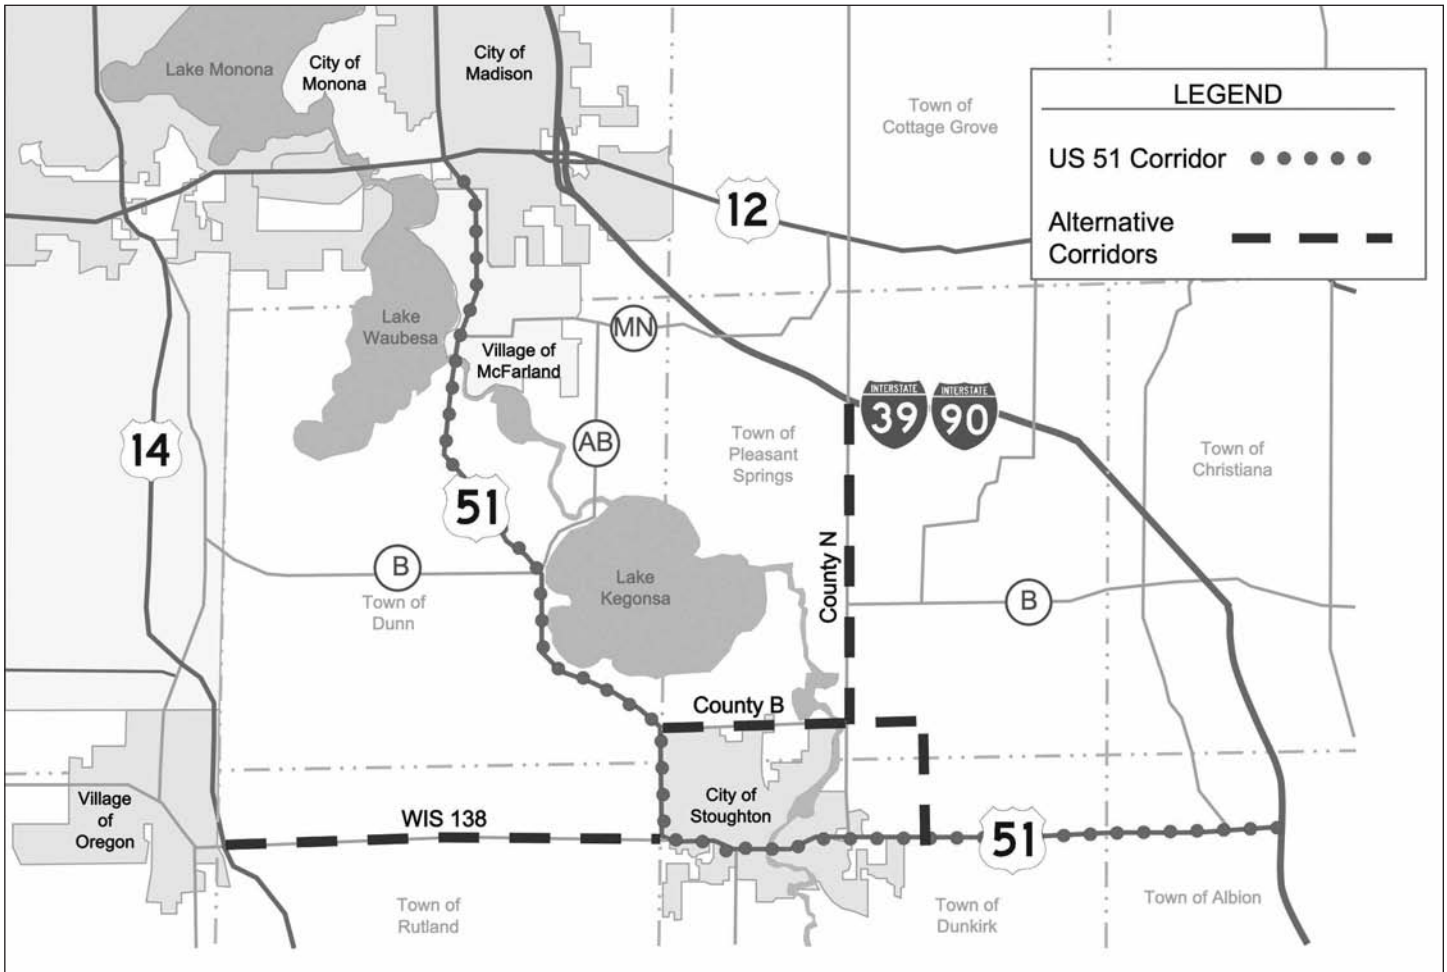 Lake Monona
City of
Monona
City of
Madison
Town of
Cottage Grove
LEGEND
US 51 Corridor
Alternative
Corridors
12
Lake
Waubesa
MN
Village of
McFarland
INTERSTATE
39
INTERSTATE
90
14
AB
Town of
Pleasant
Springs
Town of
Christiana
51
B
Town of
Dunn
Lake
Kegonsa
County N
B
County B
Village
of
Oregon
WIS 138
City of
Stoughton
51
Town of
Rutland
Town of
Dunkirk
Town of Albion